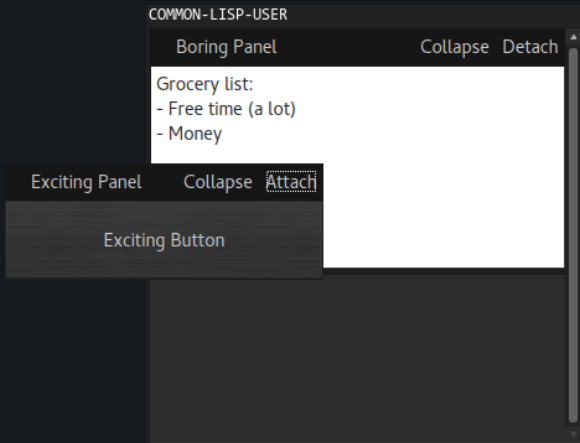 COMMON-LISP-USER
Boring Panel Collapse Detach
Grocery list:
- Free time (a lot)
- Money
Exciting Panel Collapse Attach
Exciting Button